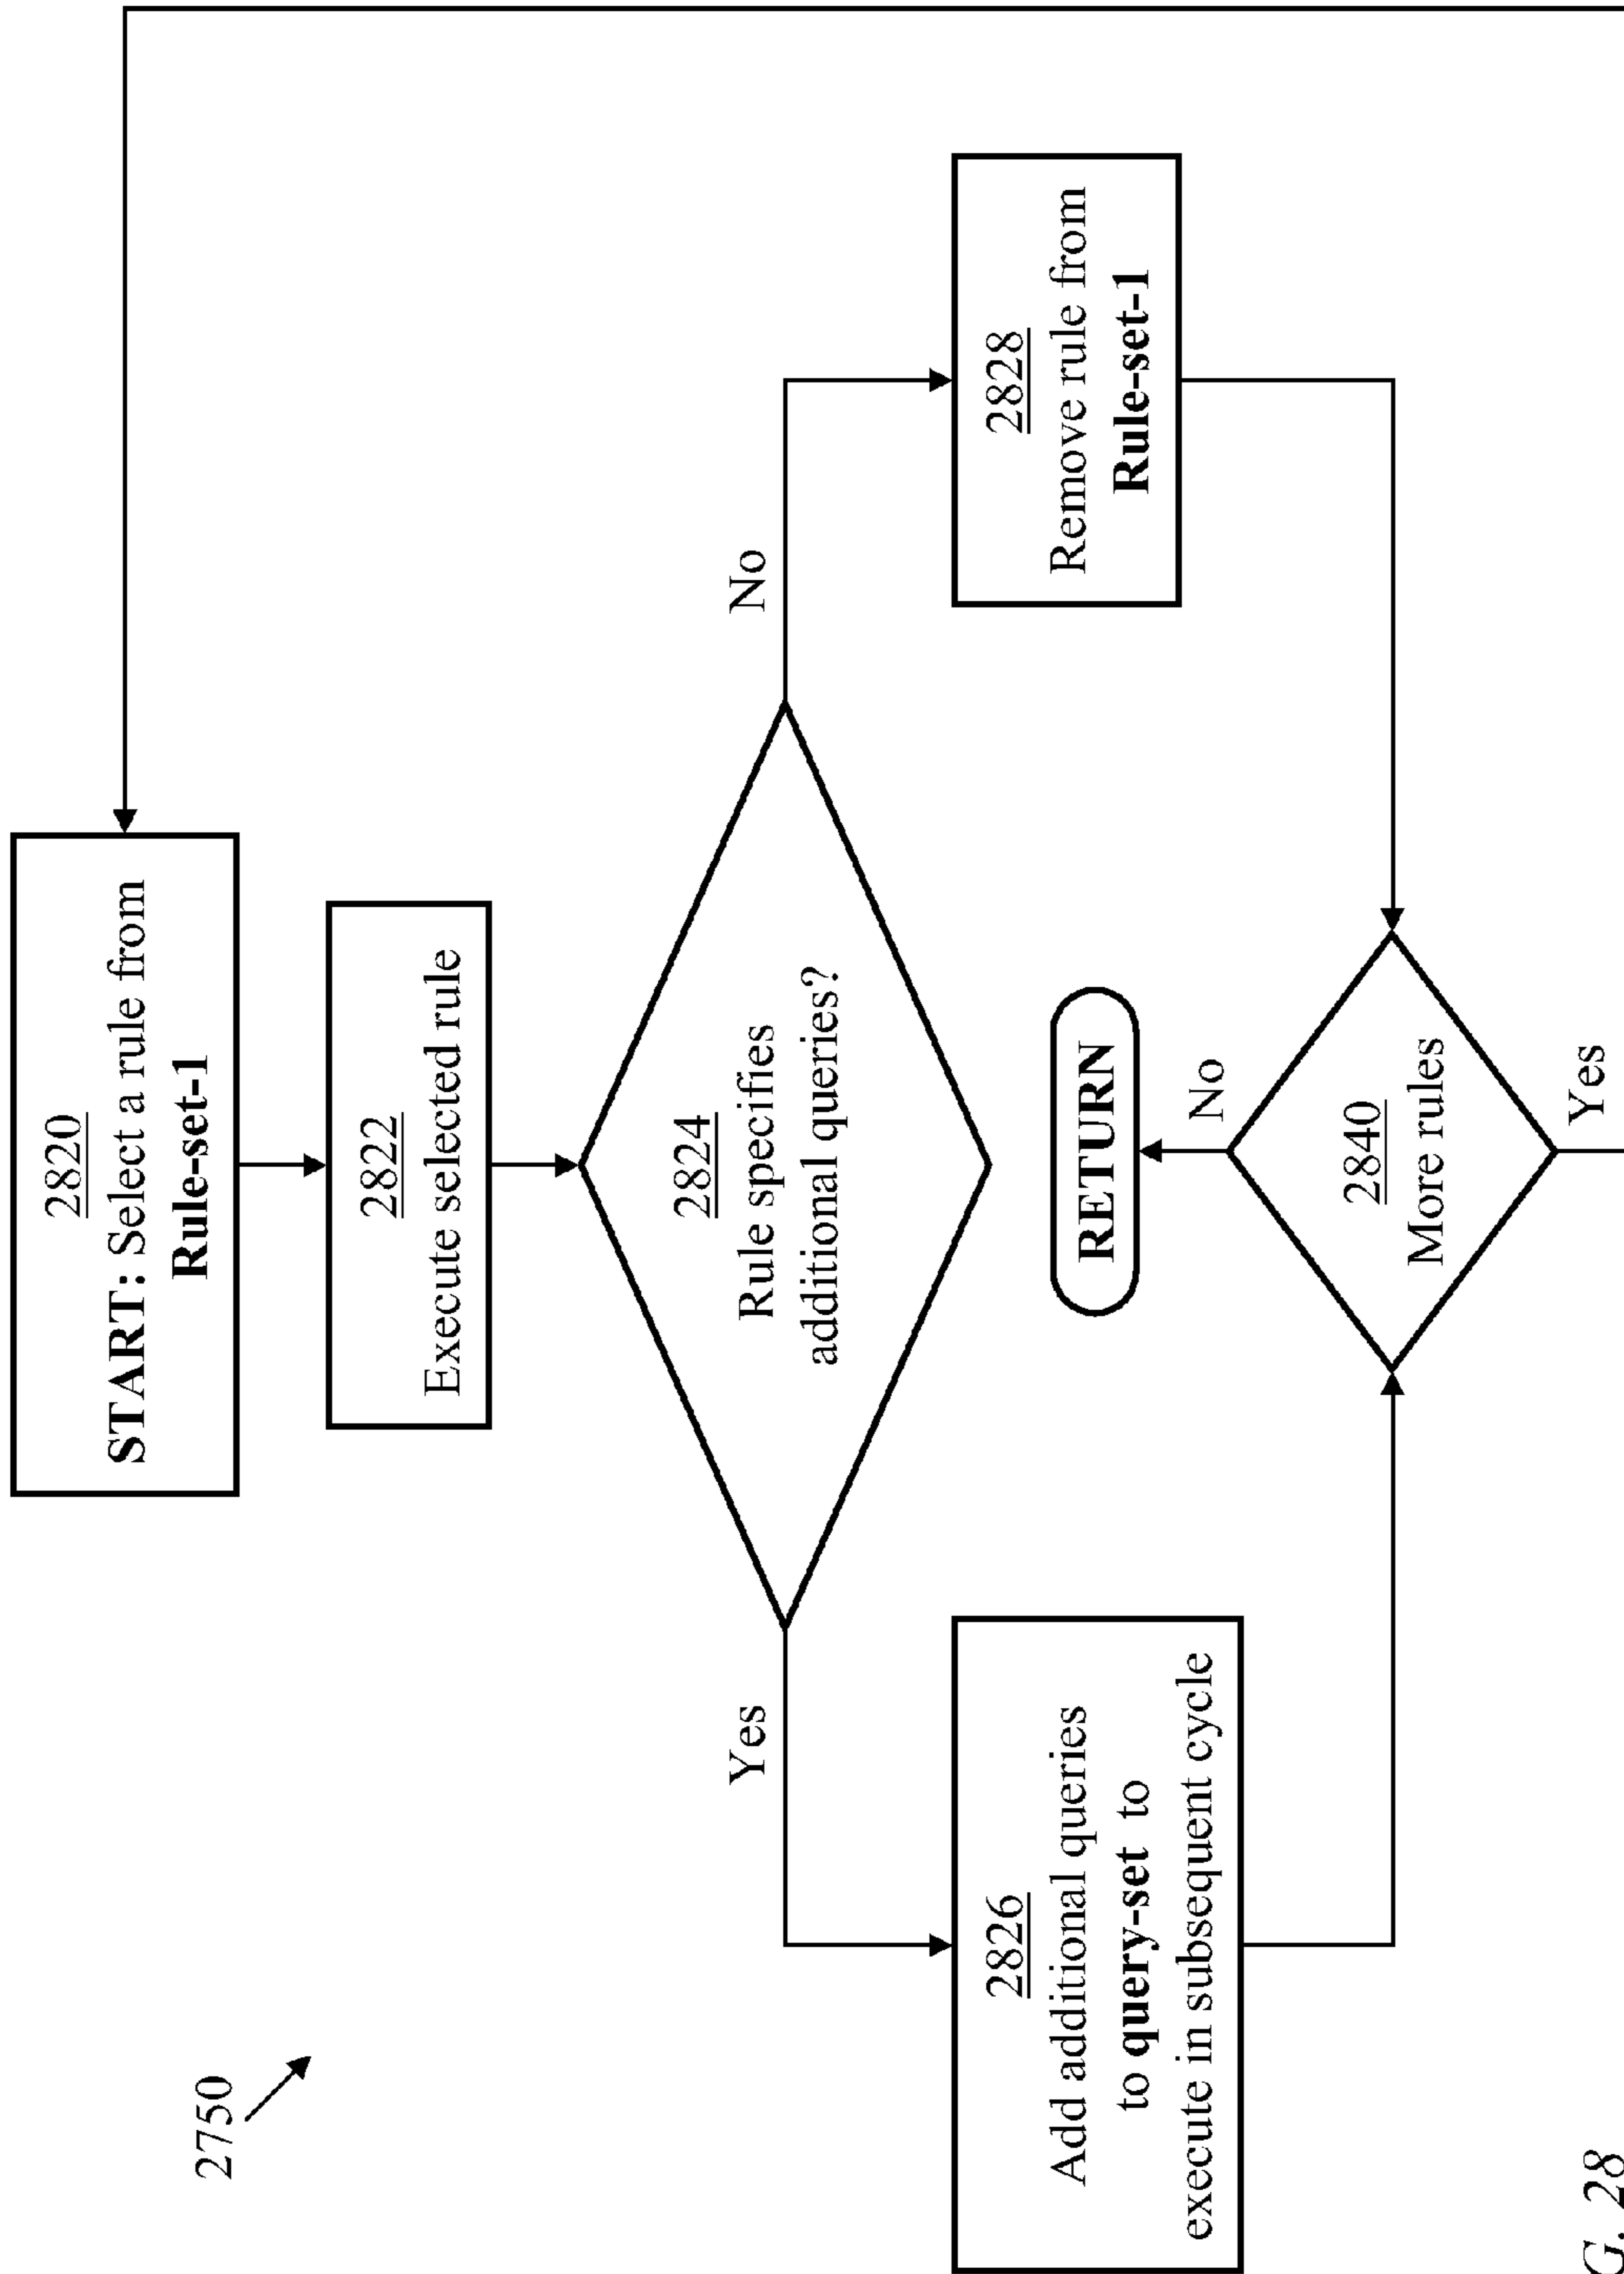 2750
2820
START: Select a rule from
Rule-set-1
2822
Execute selected rule
2824
Rule specifies
additional queries?
Yes
No
2826
Add additional queries
to query-set to
execute in subsequent cycle
2828
Remove rule from
Rule-set-1
RETURN
No
2840
More rules
Yes
G. 28